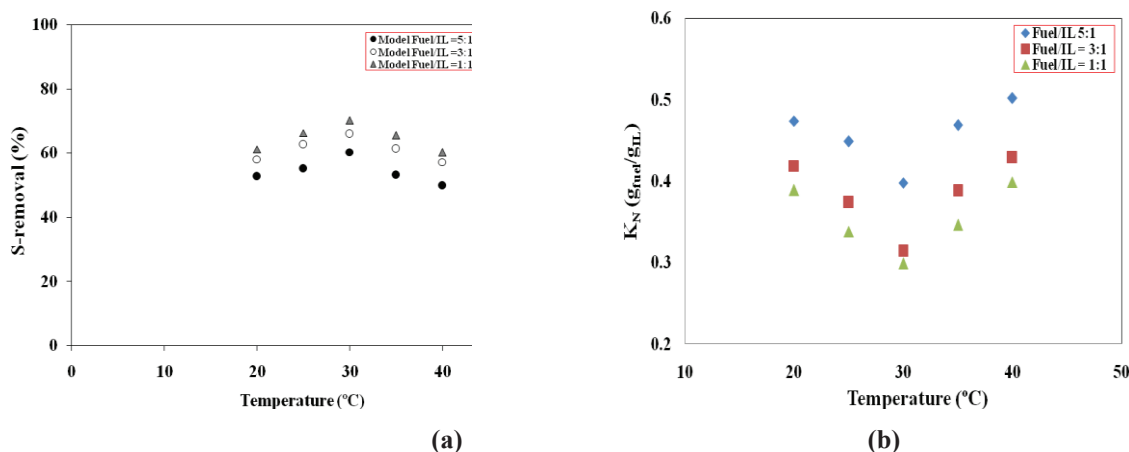 100
80
60
40
20
0
S-removal (%)
Model Fuel/IL =5:1
Model Fuel/IL =3:1
Model Fuel/IL =1:1
0 10 20 30 40
Temperature (ºC)
(a)
0.6
0.5
0.4
0.3
0.2
K_N (g_fuel/g_IL)
Fuel/IL 5:1
Fuel/IL = 3:1
Fuel/IL = 1:1
10 20 30 40 50
Temperature (ºC)
(b)